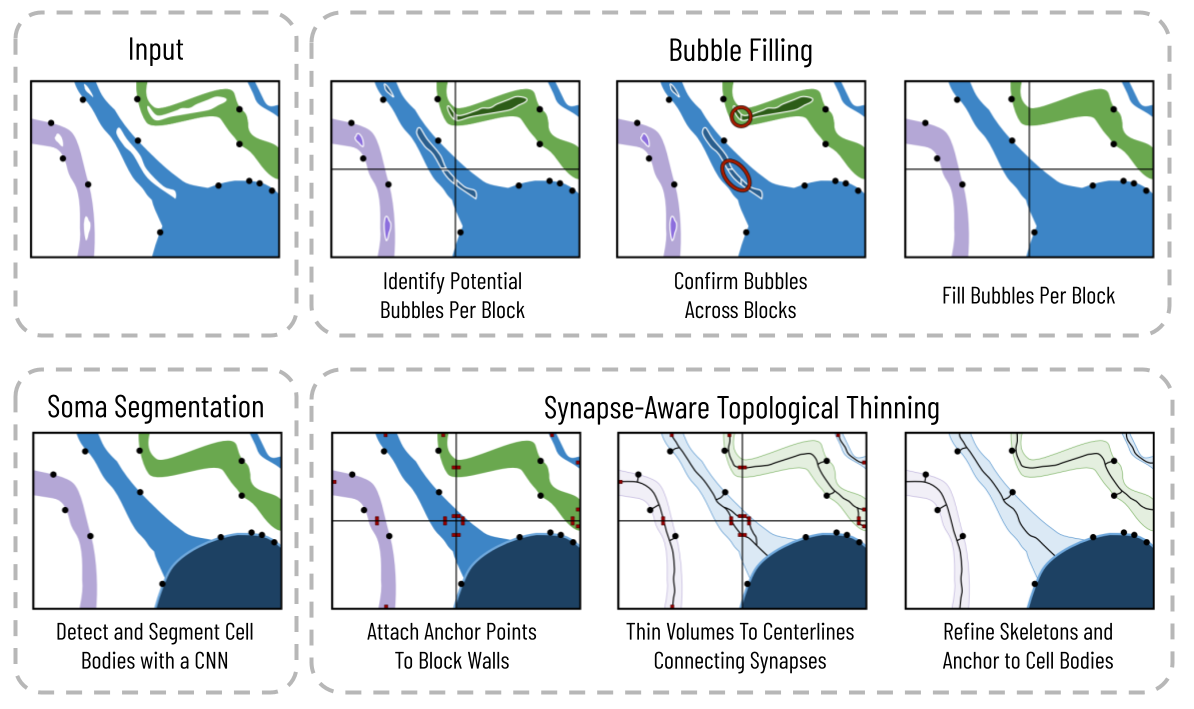 Input
Bubble Filling
Identify Potential
Bubbles Per Block
Confirm Bubbles
Across Blocks
Fill Bubbles Per Block
Soma Segmentation
Synapse-Aware Topological Thinning
Detect and Segment Cell
Bodies with a CNN
Attach Anchor Points
To Block Walls
Thin Volumes To Centerlines
Connecting Synapses
Refine Skeletons and
Anchor to Cell Bodies